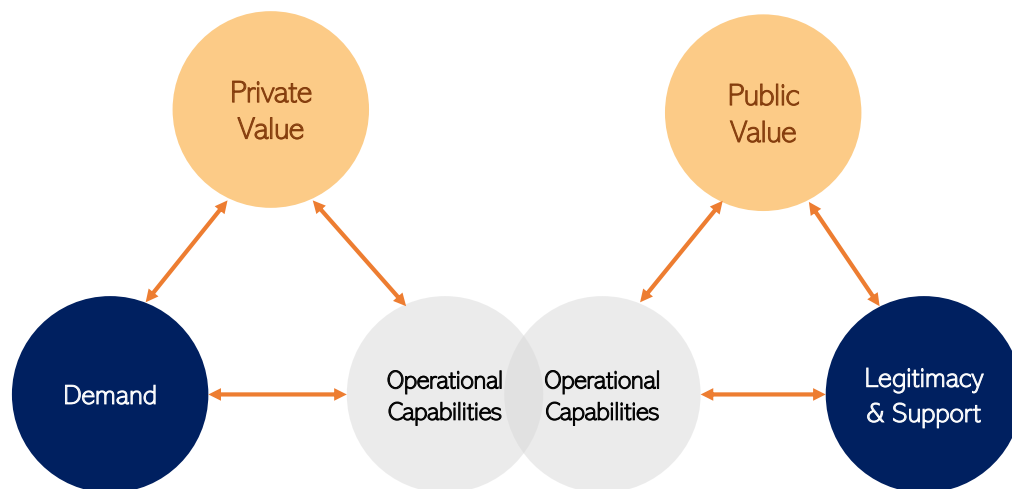 Private
Value
Public
Value
Demand
Operational
Capabilities
Operational
Capabilities
Legitimacy
& Support